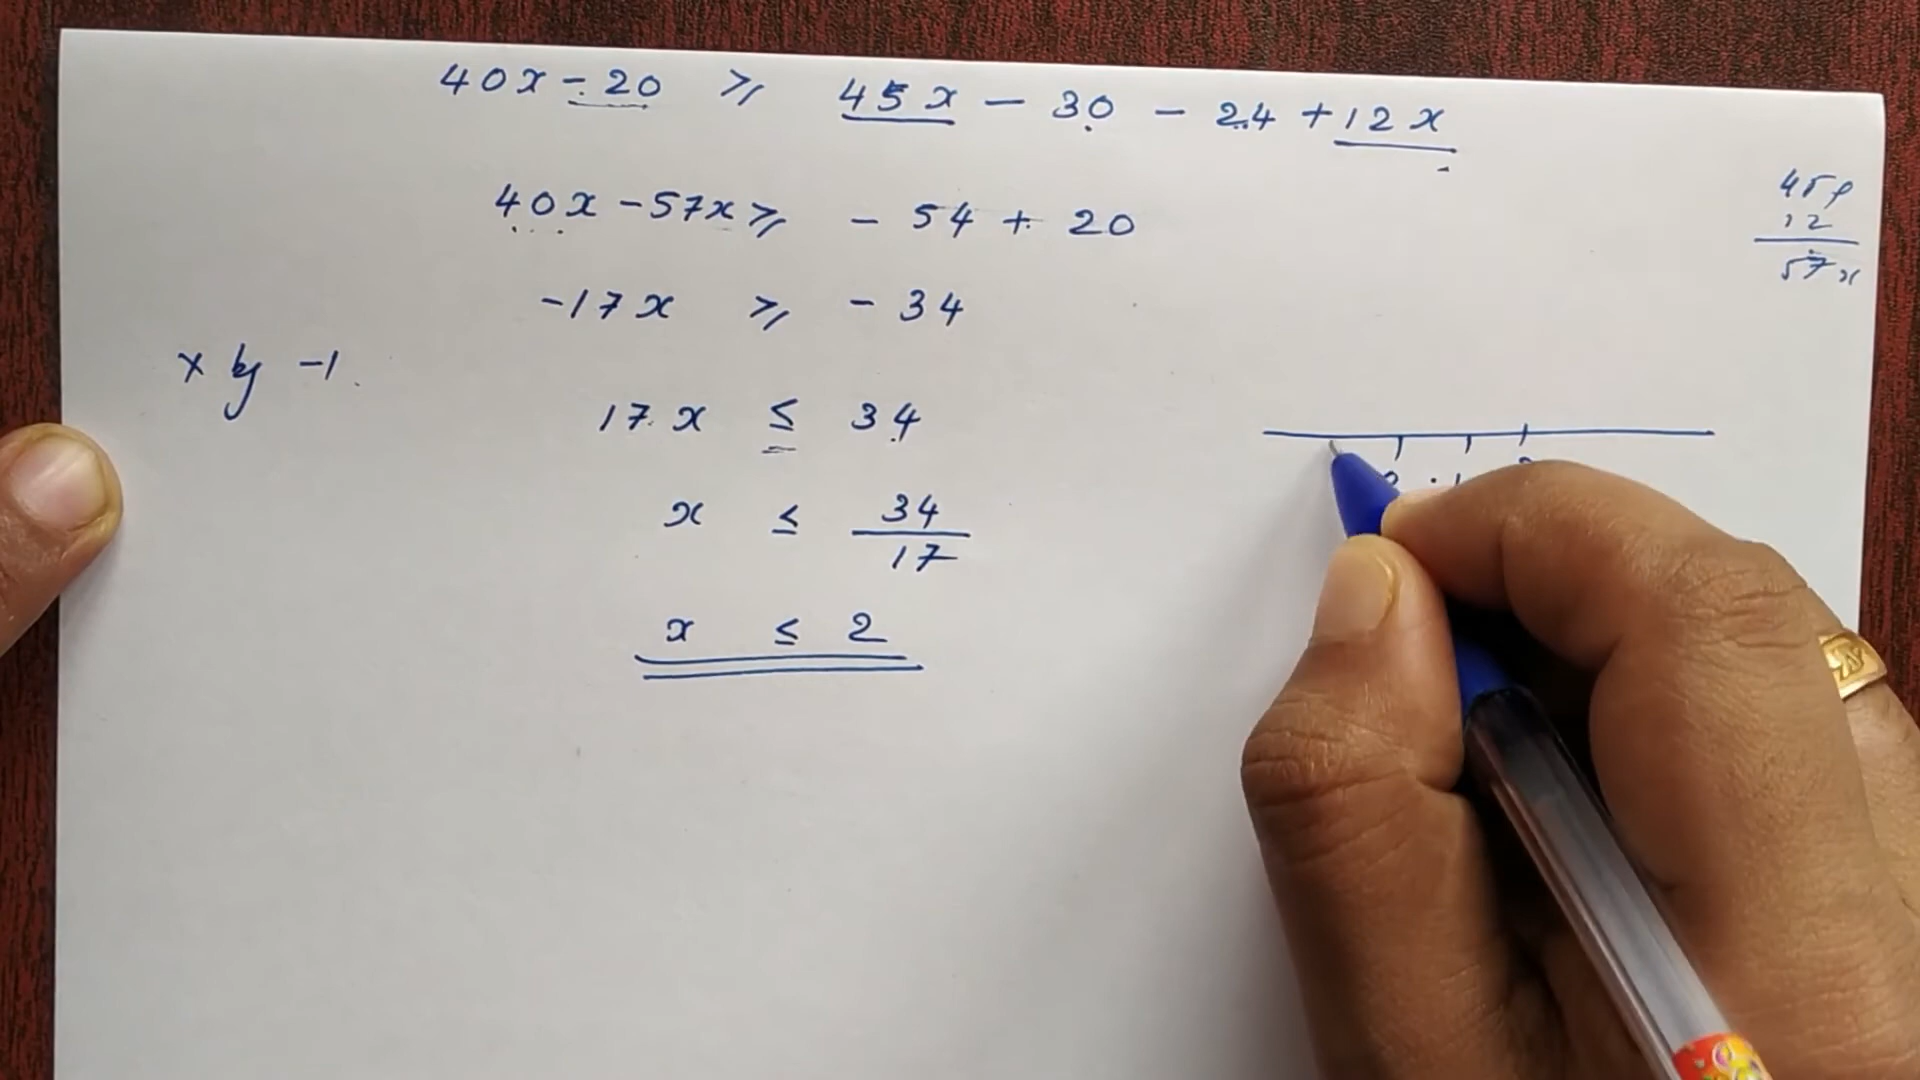 40x - 20 ≥ 45x - 30 - 24 + 12x
40x - 57x ≥ - 54 + 20
-17x ≥ - 34
x by -1.
17x ≤ 34
x ≤ 34/17
x ≤ 2
12
57x